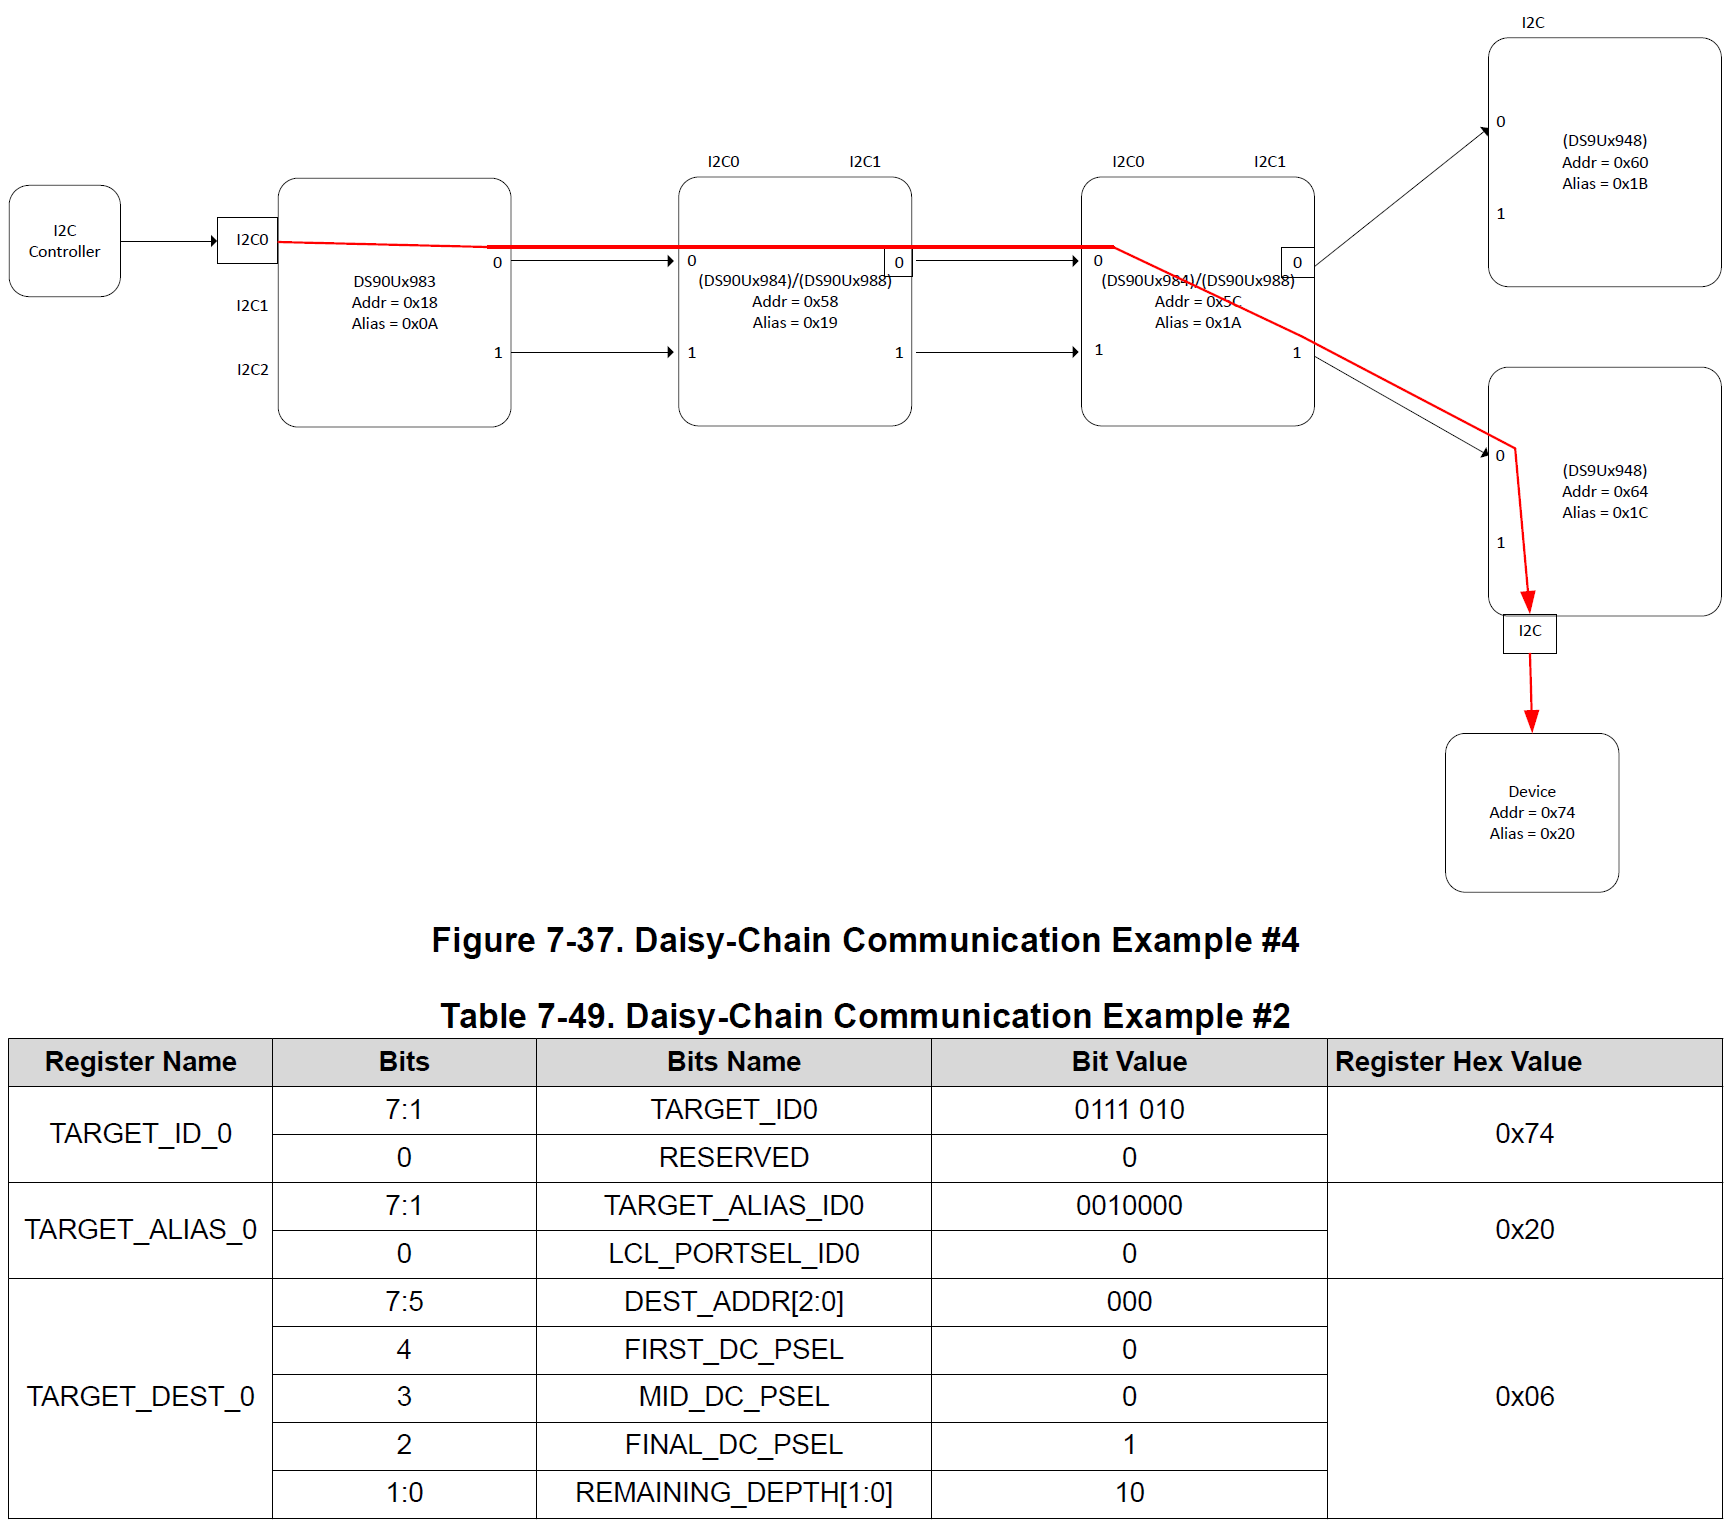 I2C
I2C0
I2C1
I2C0
I2C1
I2C
Controller
I2C0
I2C1
I2C2
DS90Ux983
Addr = 0x18
Alias = 0x0A
0
1
0
1
(DS90Ux984)/(DS90Ux988)
Addr = 0x58
Alias = 0x19
0
1
0
1
(DS90Ux984)/(DS90Ux988)
Addr = 0x5C
Alias = 0x1A
0
1
0
1
(DS9Ux948)
Addr = 0x60
Alias = 0x1B
0
1
(DS9Ux948)
Addr = 0x64
Alias = 0x1C
I2C
Device
Addr = 0x74
Alias = 0x20
Figure 7-37. Daisy-Chain Communication Example #4
Table 7-49. Daisy-Chain Communication Example #2
Register Name Bits Bits Name Bit Value Register Hex Value
TARGET_ID_0 7:1 TARGET_ID0 0111 010 0x74
0 RESERVED 0
TARGET_ALIAS_0 7:1 TARGET_ALIAS_ID0 0010000 0x20
0 LCL_PORTSEL_ID0 0
TARGET_DEST_0 7:5 DEST_ADDR[2:0] 000 0x06
4 FIRST_DC_PSEL 0
3 MID_DC_PSEL 0
2 FINAL_DC_PSEL 1
1:0 REMAINING_DEPTH[1:0] 10